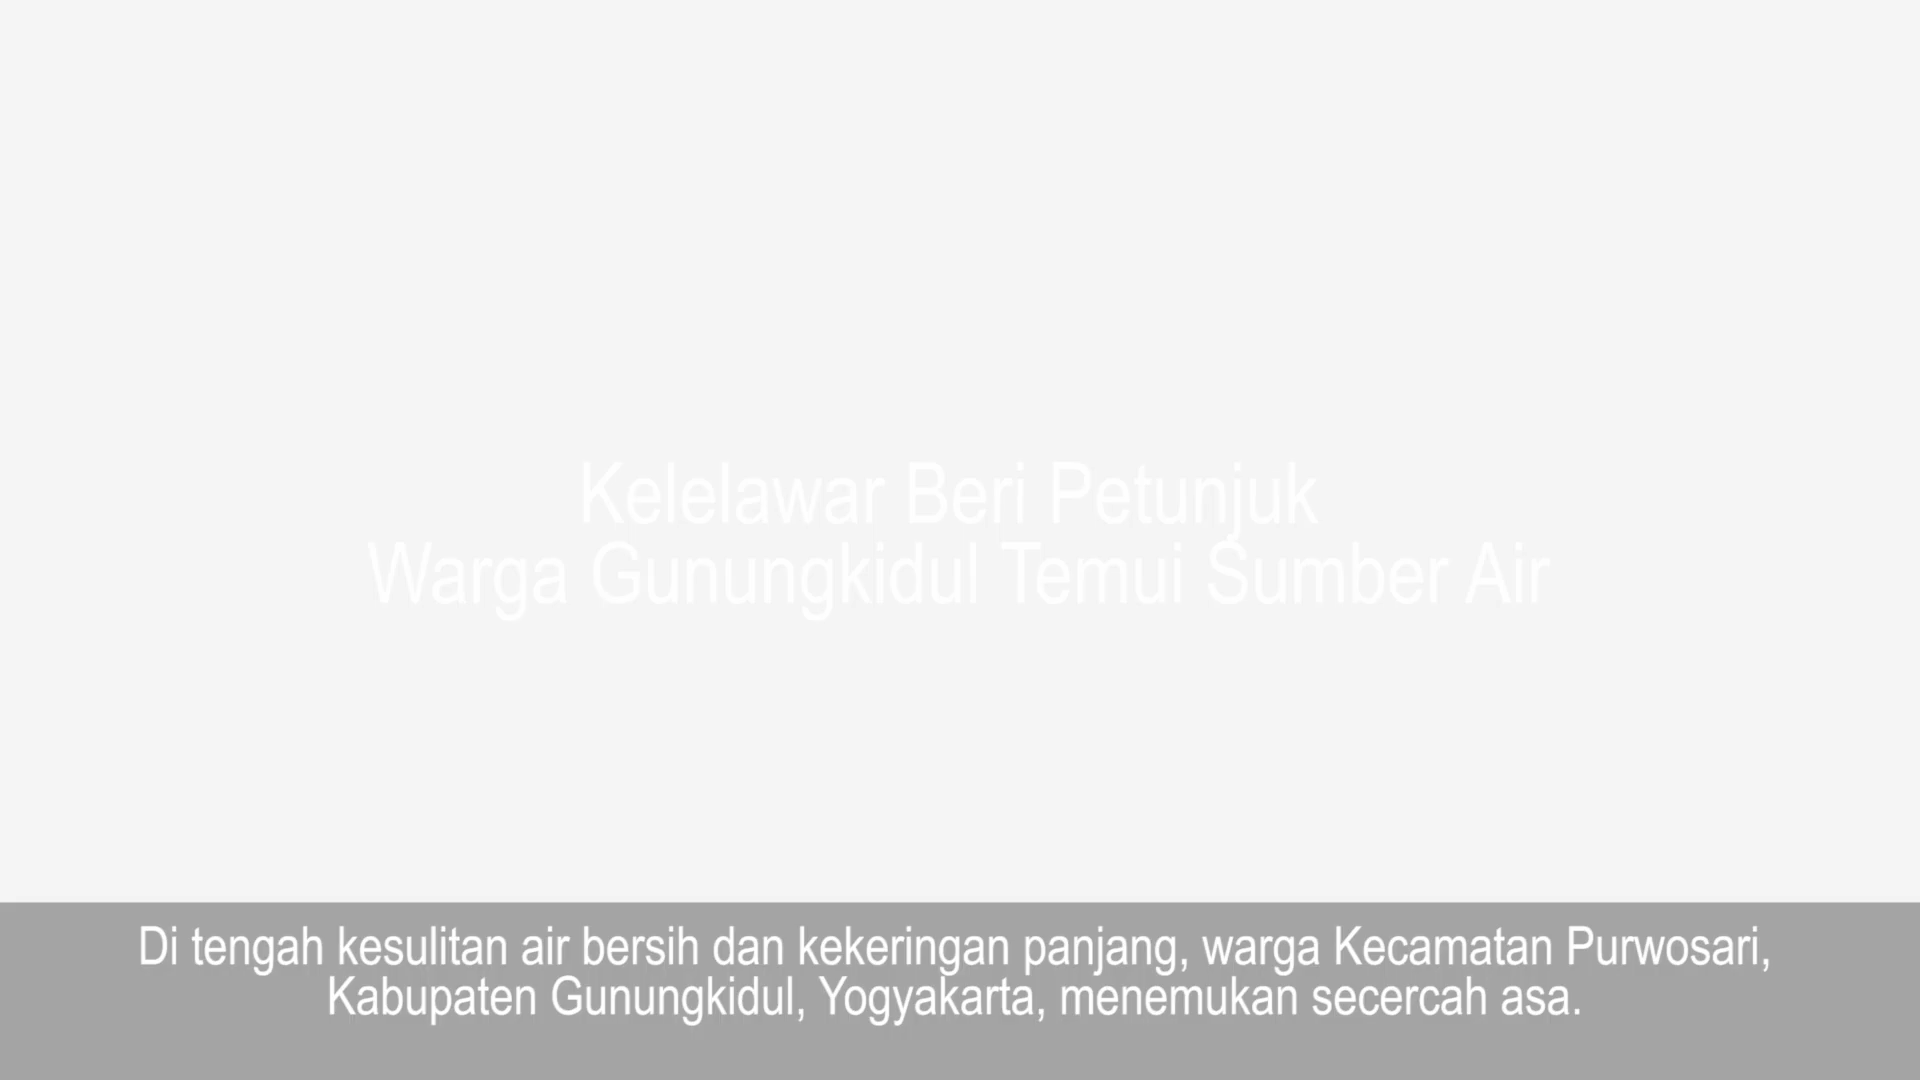 Kelelawar Beri Petunjuk
Warga Gunungkidul Temui Sumber Air
Di tengah kesulitan air bersih dan kekeringan panjang, warga Kecamatan Purwosari,
Kabupaten Gunungkidul, Yogyakarta, menemukan secercah asa.